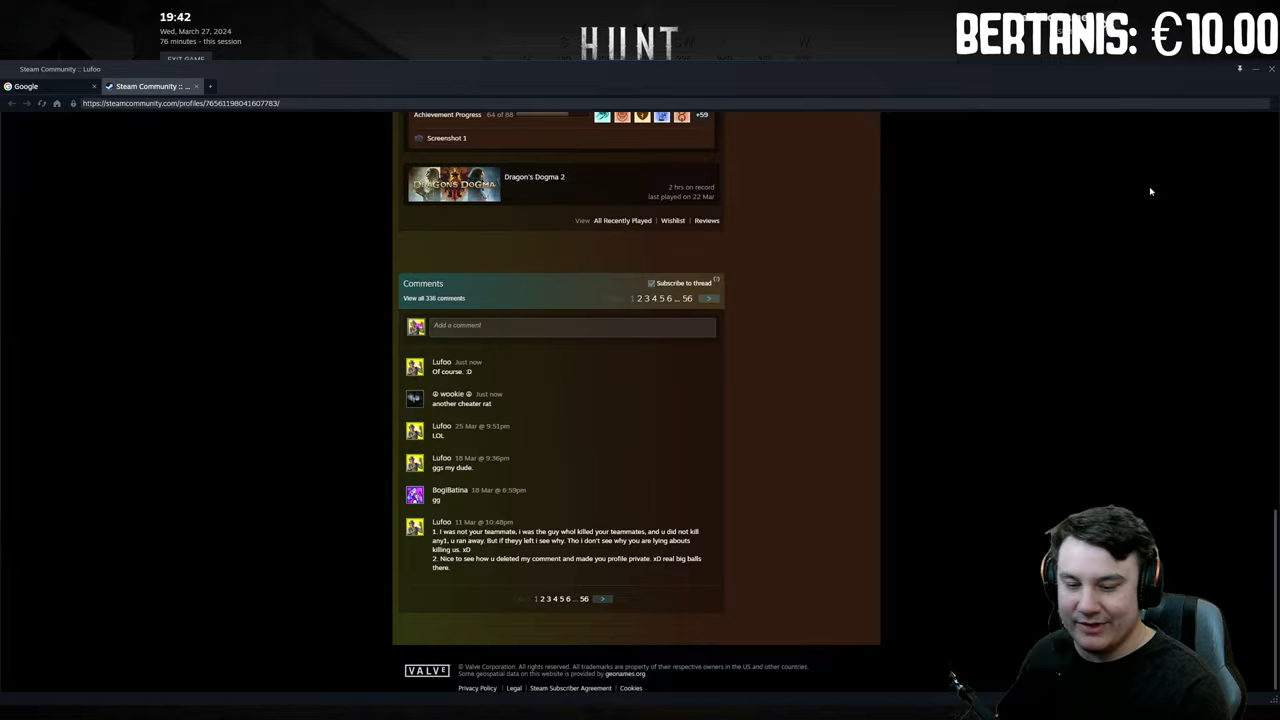 19:42
Wed, March 27, 2024
76 minutes - this session
EXIT GAME
HUNT
BERTANIS: €10.00
Steam Community :: Lufoo
Google
Steam Community :: ...
https://steamcommunity.com/profiles/76561198041607783/
Achievement Progress 64 of 88
+59
Screenshot 1
DRAGONS DOGMA
Dragon's Dogma 2
2 hrs on record
last played on 22 Mar
View All Recently Played | Wishlist | Reviews
Comments
Subscribe to thread (?)
View all 336 comments
1 2 3 4 5 6 ... 56 >
Add a comment
Lufoo Just now
Of course. :D
☮ wookie ☮ Just now
another cheater rat
Lufoo 25 Mar @ 9:51pm
LOL
Lufoo 18 Mar @ 9:36pm
ggs my dude.
BogiBatina 18 Mar @ 6:59pm
gg
Lufoo 11 Mar @ 10:48pm
1. I was not your teammate, i was the guy whol killed your teammates, and u did not kill
any1, u ran away. But if theyy left i see why. Tho i don't see why you are lying abouts
killing us. xD
2. Nice to see how u deleted my comment and made you profile private. xD real big balls
there.
1 2 3 4 5 6 ... 56 >
VALVE
© Valve Corporation. All rights reserved. All trademarks are property of their respective owners in the US and other countries.
Some geospatial data on this website is provided by geonames.org.
Privacy Policy | Legal | Steam Subscriber Agreement | Cookies